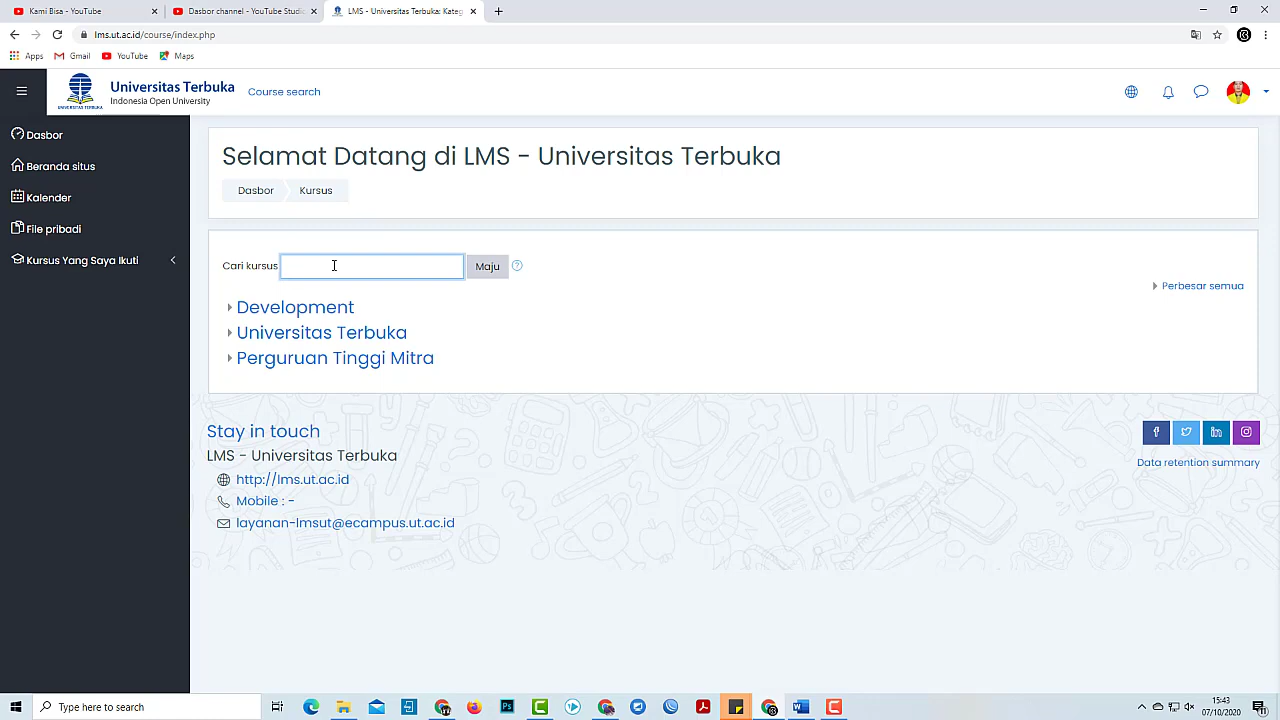 Kami Bisa - YouTube
Dasbor channel - YouTube Studio
LMS - Universitas Terbuka: Kateg
lms.ut.ac.id/course/index.php
Apps
Gmail
YouTube
Maps
Universitas Terbuka
Indonesia Open University
UNIVERSITAS TERBUKA
Course search
Dasbor
Beranda situs
Kalender
File pribadi
Kursus Yang Saya Ikuti
Selamat Datang di LMS - Universitas Terbuka
Dasbor
Kursus
Cari kursus
Maju
?
Perbesar semua
Development
Universitas Terbuka
Perguruan Tinggi Mitra
Stay in touch
LMS - Universitas Terbuka
http://lms.ut.ac.id
Mobile : -
layanan-lmsut@ecampus.ut.ac.id
Data retention summary
Type here to search
15:43
07/10/2020